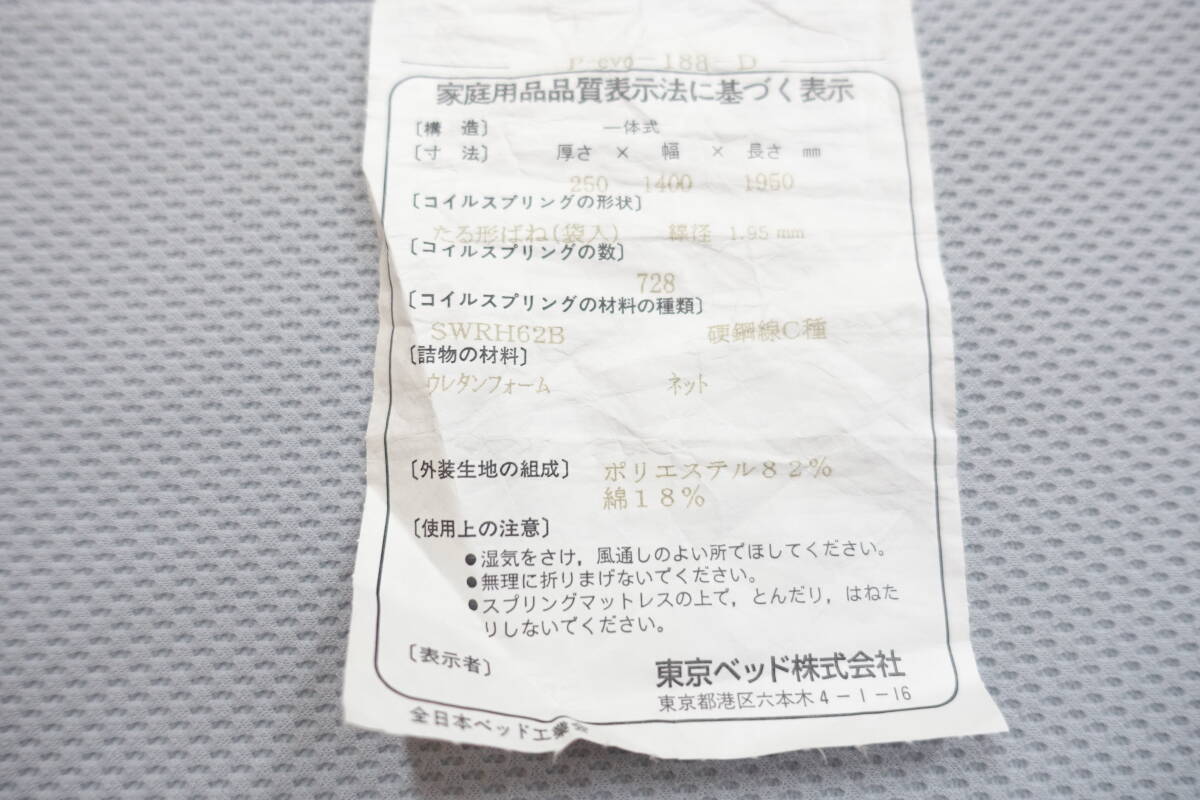 家庭用品品質表示法に基づく表示
〔構 造〕 一体式
〔寸 法〕 厚さ × 幅 × 長さ mm
250 1400 1950
〔コイルスプリングの形状〕
たる形ばね(袋入) 線径 1.95mm
〔コイルスプリングの数〕
728
〔コイルスプリングの材料の種類〕
SWRH62B 硬鋼線C種
〔詰物の材料〕
ウレタンフォーム ネット
〔外装生地の組成〕 ポリエステル82%
綿18%
〔使用上の注意〕
●湿気をさけ,風通しのよい所でほしてください。
●無理に折りまげないでください。
●スプリングマットレスの上で,とんだり,はねた
りしないでください。
〔表示者〕
東京ベッド株式会社
東京都港区六本木4-1-16
全日本ベッド工業会